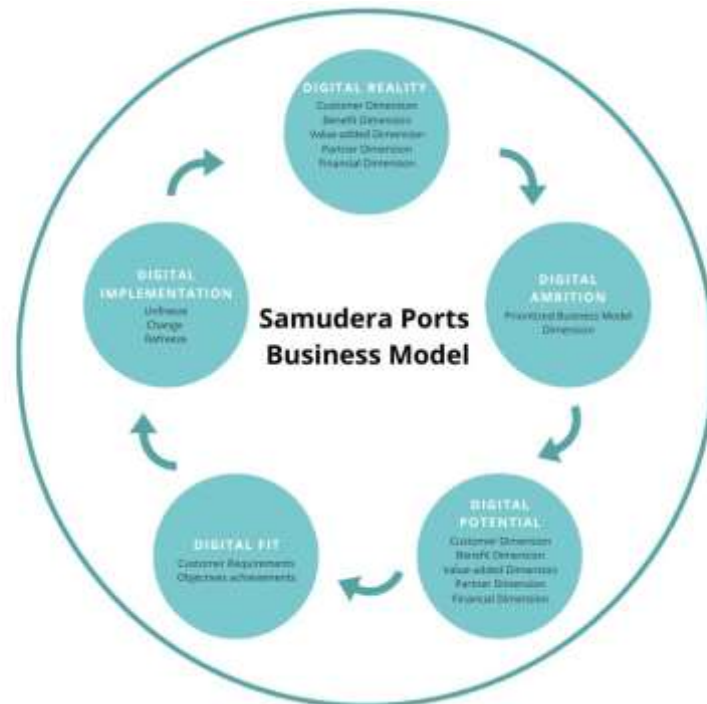 DIGITAL REALITY
Customer Dimension
Benefit Dimension
Value-added Dimension
Partner Dimension
Financial Dimension
DIGITAL
AMBITION
Prioritized Business Model
Dimension
DIGITAL
POTENTIAL
Customer Dimension
Benefit Dimension
Value-added Dimension
Partner Dimension
Financial Dimension
DIGITAL FIT
Customer Requirements
Objectives achievements
DIGITAL
IMPLEMENTATION
Unfreeze
Change
Refreeze
Samudera Ports
Business Model